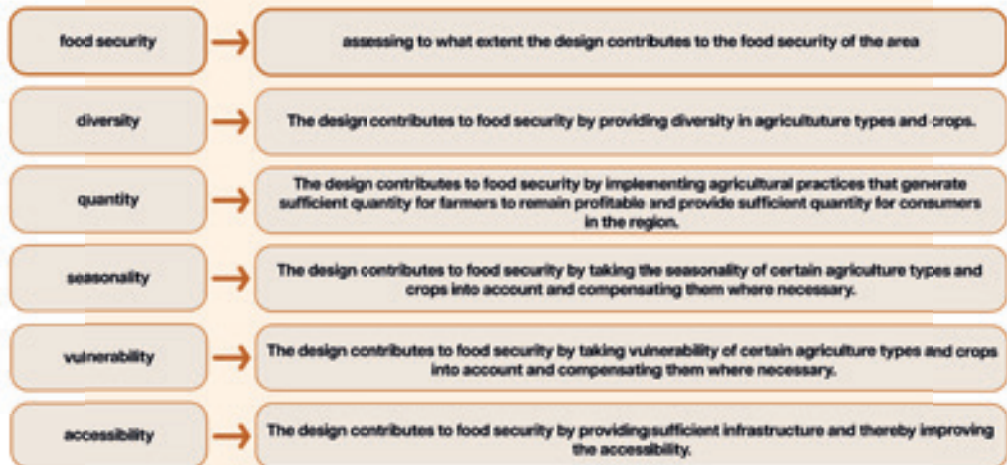 food security
assessing to what extent the design contributes to the food security of the area
diversity
The design contributes to food security by providing diversity in agricultuture types and crops.
quantity
The design contributes to food security by implementing agricultural practices that generate
sufficient quantity for farmers to remain profitable and provide sufficient quantity for consumers
in the region.
seasonality
The design contributes to food security by taking the seasonality of certain agriculture types and
crops into account and compensating them where necessary.
vulnerability
The design contributes to food security by taking vulnerability of certain agriculture types and crops
into account and compensating them where necessary.
accessibility
The design contributes to food security by providing sufficient infrastructure and thereby improving
the accessibility.